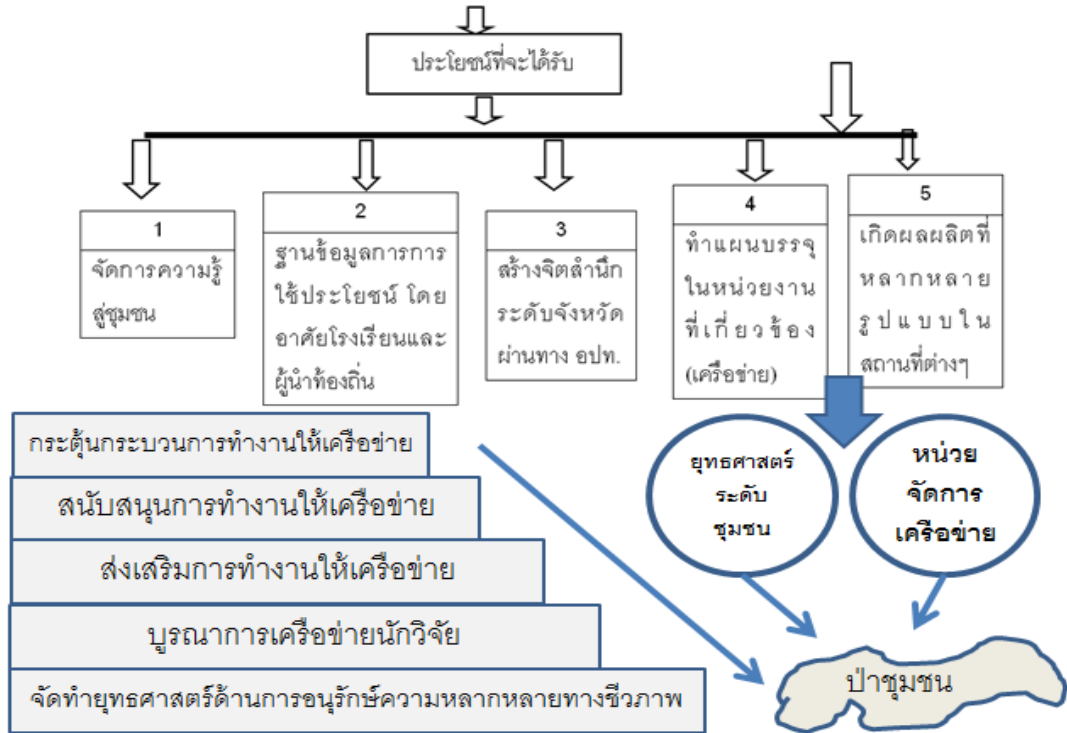 ประโยชน์ที่จะได้รับ
1
จัดการความรู้
สู่ชุมชน
2
ฐานข้อมูลการการ
ใช้ประโยชน์ โดย
อาศัยโรงเรียนและ
ผู้นำท้องถิ่น
3
สร้างจิตสำนึก
ระดับจังหวัด
ผ่านทาง อปท.
4
ทำแผนบรรจุ
ในหน่วยงาน
ที่เกี่ยวข้อง
(เครือข่าย)
5
เกิดผลผลิตที่
หลากหลาย
รูปแบบใน
สถานที่ต่างๆ
กระตุ้นกระบวนการทำงานให้เครือข่าย
สนับสนุนการทำงานให้เครือข่าย
ส่งเสริมการทำงานให้เครือข่าย
บูรณาการเครือข่ายนักวิจัย
จัดทำยุทธศาสตร์ด้านการอนุรักษ์ความหลากหลายทางชีวภาพ
ยุทธศาสตร์
ระดับ
ชุมชน
หน่วย
จัดการ
เครือข่าย
ป่าชุมชน